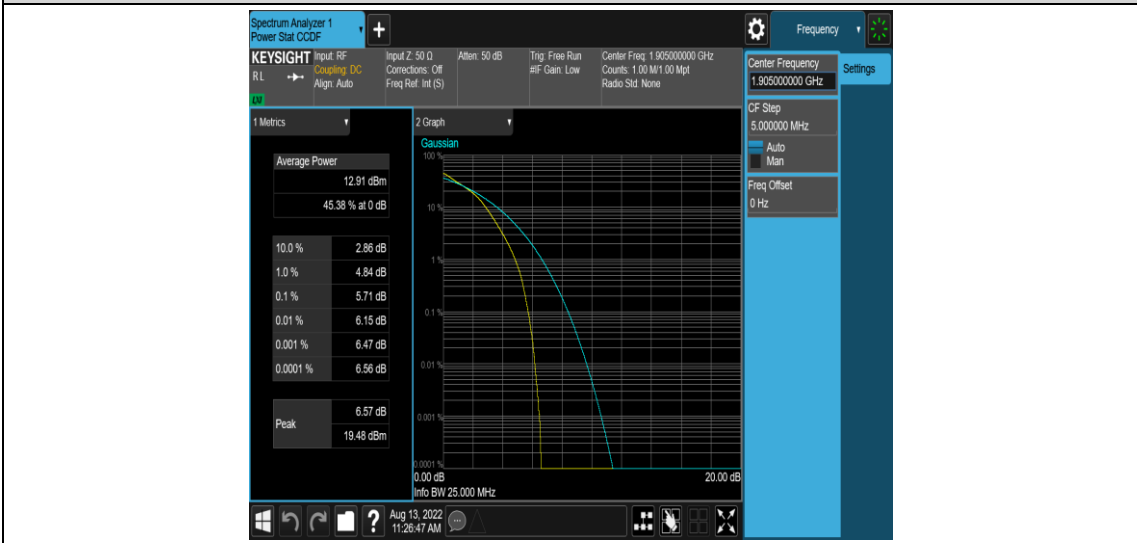 Spectrum Analyzer 1
Power Stat CCDF
+
Frequency
KEYSIGHT
RL
LNI
Input: RF
Coupling: DC
Align: Auto
Input Z: 50 Ω
Corrections: Off
Freq Ref: Int (S)
Atten: 50 dB
Trig: Free Run
#IF Gain: Low
Center Freq: 1.905000000 GHz
Counts: 1.00 M/1.00 Mpt
Radio Std: None
Center Frequency
1.905000000 GHz
Settings
CF Step
5.000000 MHz
Auto
Man
Freq Offset
0 Hz
1 Metrics
Average Power
12.91 dBm
45.38 % at 0 dB
10.0 % 2.86 dB
1.0 % 4.84 dB
0.1 % 5.71 dB
0.01 % 6.15 dB
0.001 % 6.47 dB
0.0001 % 6.56 dB
Peak
6.57 dB
19.48 dBm
2 Graph
Gaussian
100 %
10 %
1 %
0.1 %
0.01 %
0.001 %
0.0001 %
0.00 dB 20.00 dB
Info BW 25.000 MHz
?
Aug 13, 2022
11:26:47 AM